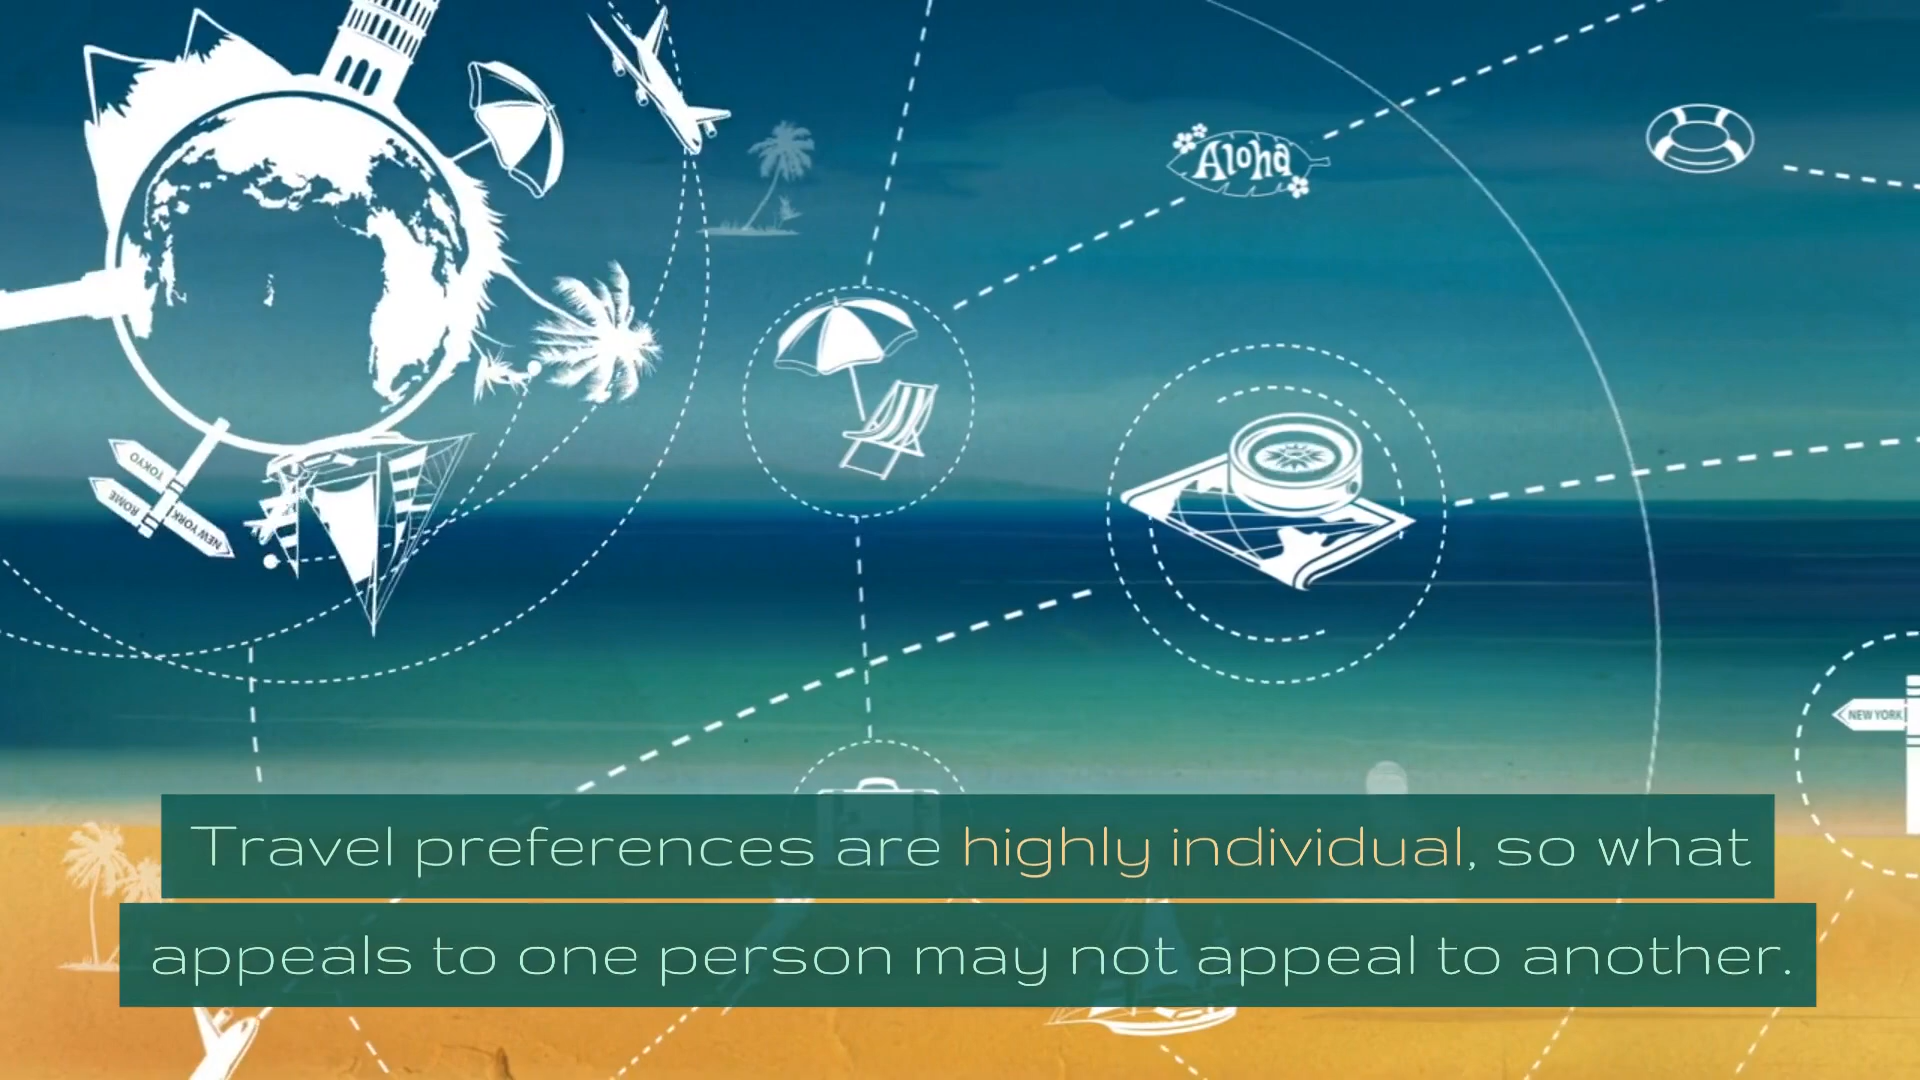 Aloha
TOKYO
ROME
NEW YORK
NEW YORK
Travel preferences are highly individual, so what
appeals to one person may not appeal to another.